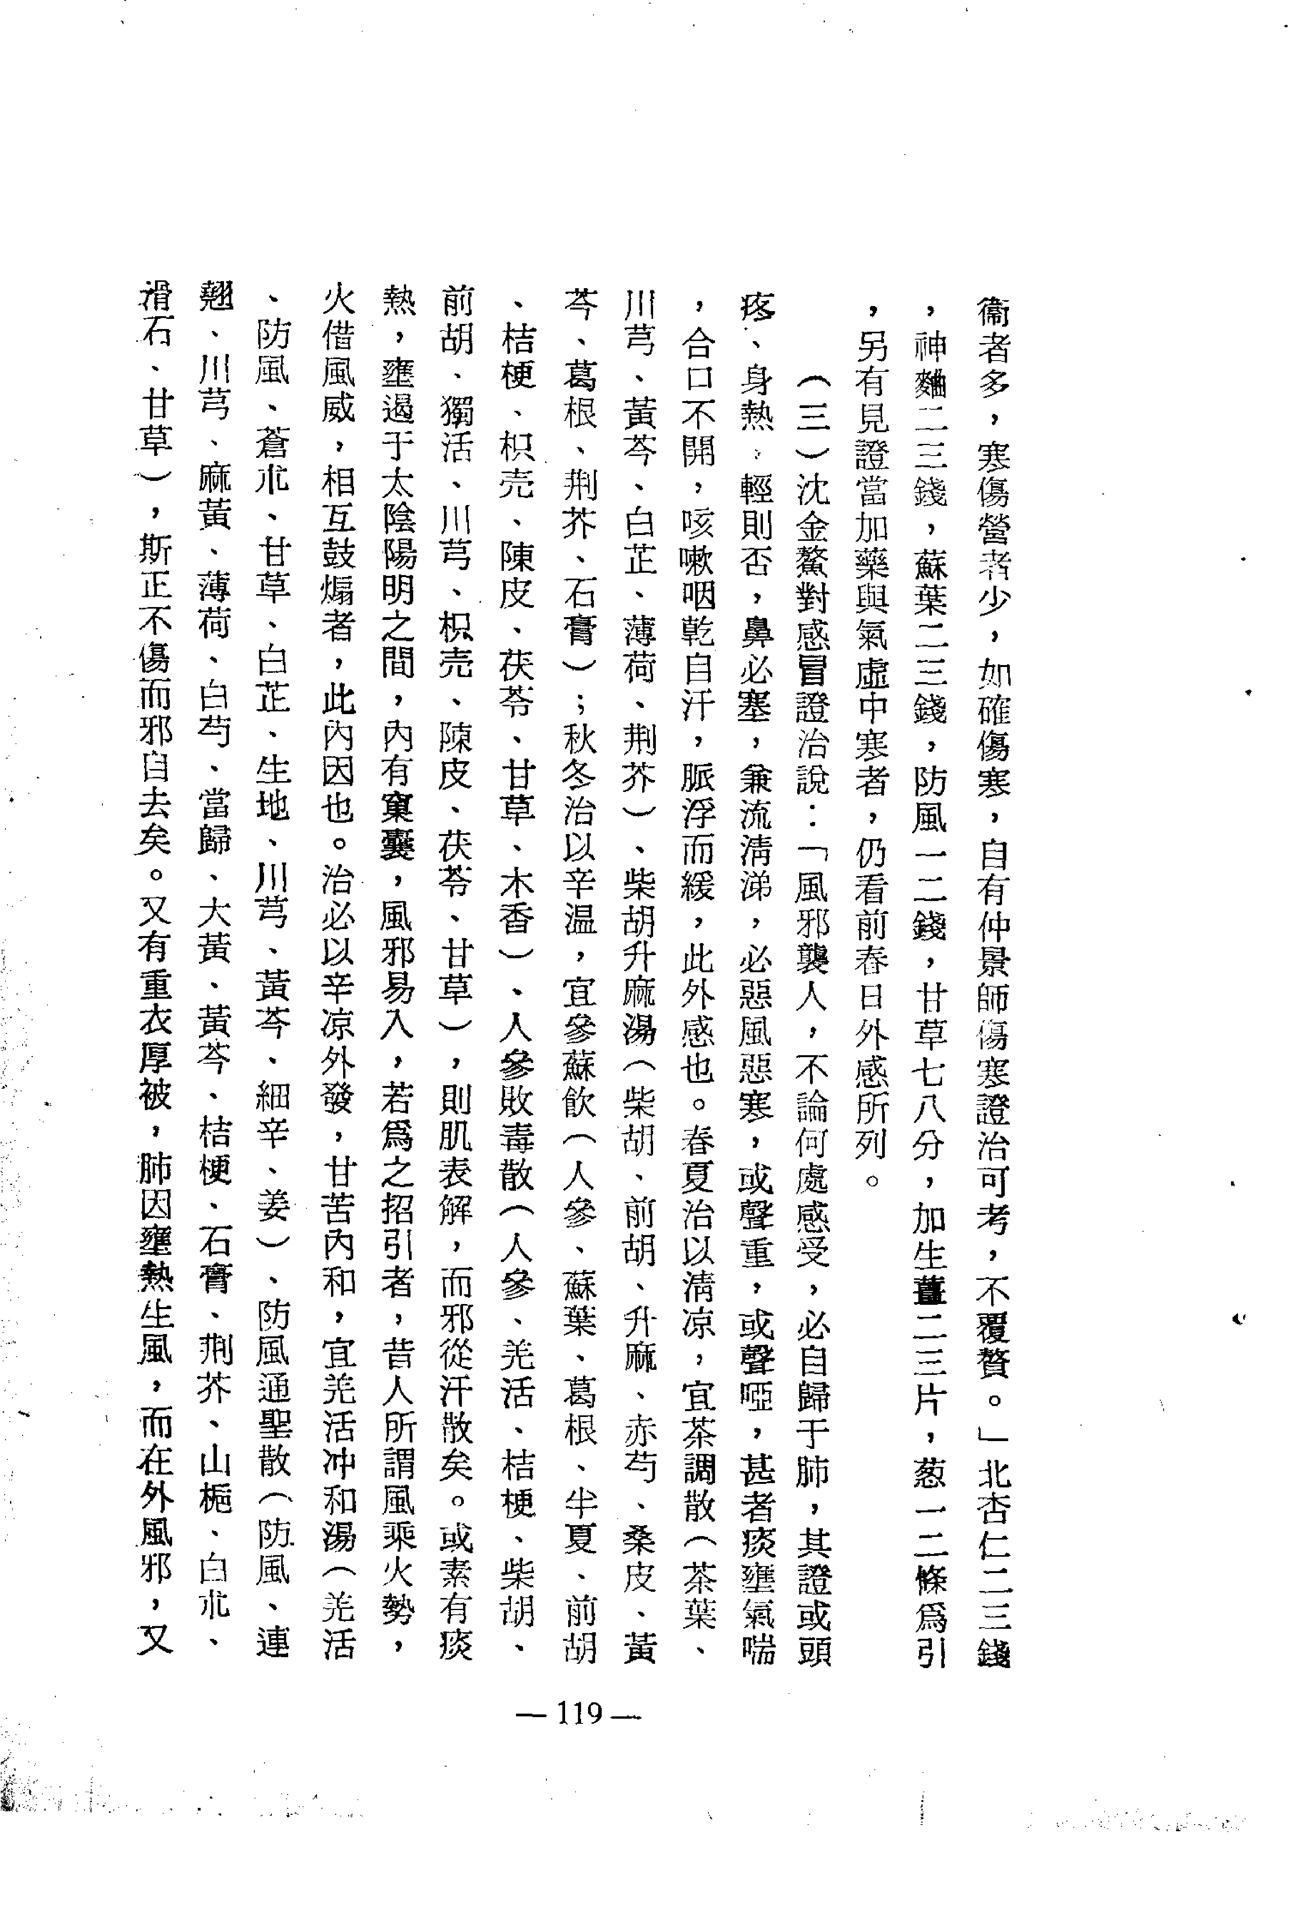 衞者多，寒傷營者少，如確傷寒，自有仲景師傷寒證治可考，不覆贅。」北杏仁二三錢
，神麯二三錢，蘇葉二三錢，防風一二錢，甘草七八分，加生薑二三片，葱一二條爲引
，另有見證當加藥與氣虛中寒者，仍看前春日外感所列。
（三）沈金鰲對感冒證治說：「風邪襲人，不論何處感受，必自歸于肺，其證或頭
疼、身熱，輕則否，鼻必塞，兼流淸涕，必惡風惡寒，或聲重，或聲啞，甚者痰壅氣喘
，合口不開，咳嗽咽乾自汗，脈浮而緩，此外感也。春夏治以淸凉，宜茶調散（茶葉、
川芎、黃芩、白芷、薄荷、荆芥）、柴胡升麻湯（柴胡、前胡、升麻、赤芍、桑皮、黃
芩、葛根、荆芥、石膏）；秋冬治以辛温，宜參蘇飮（人參、蘇葉、葛根、半夏、前胡
、桔梗、枳壳、陳皮、茯苓、甘草、木香）、人參敗毒散（人參、羌活、桔梗、柴胡、
前胡、獨活、川芎、枳壳、陳皮、茯苓、甘草），則肌表解，而邪從汗散矣。或素有痰
熱，壅遏于太陰陽明之間，內有窠囊，風邪易入，若爲之招引者，昔人所謂風乘火勢，
火借風威，相互鼓煽者，此內因也。治必以辛凉外發，甘苦內和，宜羌活冲和湯（羌活
、防風、蒼朮、甘草、白芷、生地、川芎、黃芩、細辛、姜）、防風通聖散（防風、連
翹、川芎、麻黃、薄荷、白芍、當歸、大黃、黃芩、桔梗、石膏、荆芥、山梔、白朮、
滑石、甘草），斯正不傷而邪自去矣。又有重衣厚被，肺因壅熱生風，而在外風邪，又
— 119 —